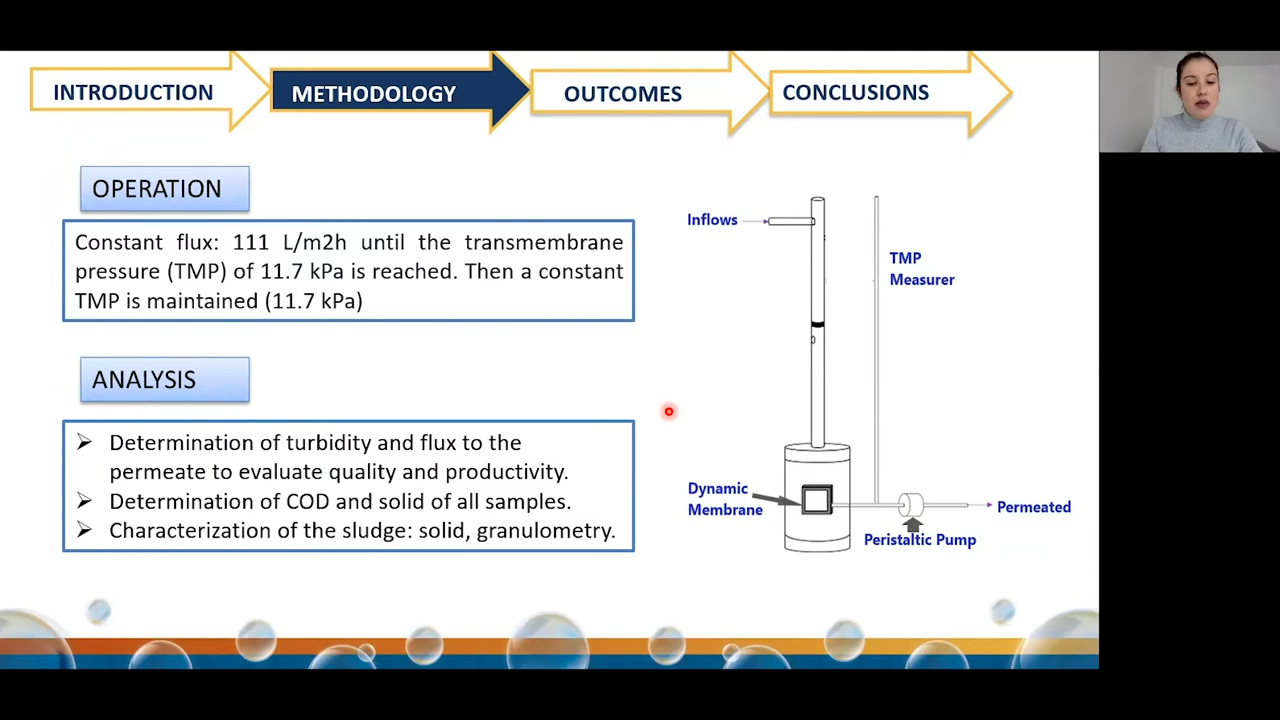 INTRODUCTION
METHODOLOGY
OUTCOMES
CONCLUSIONS
OPERATION
Constant flux: 111 L/m2h until the transmembrane
pressure (TMP) of 11.7 kPa is reached. Then a constant
TMP is maintained (11.7 kPa)
ANALYSIS
Determination of turbidity and flux to the
permeate to evaluate quality and productivity.
Determination of COD and solid of all samples.
Characterization of the sludge: solid, granulometry.
Inflows
TMP
Measurer
Dynamic
Membrane
Permeated
Peristaltic Pump